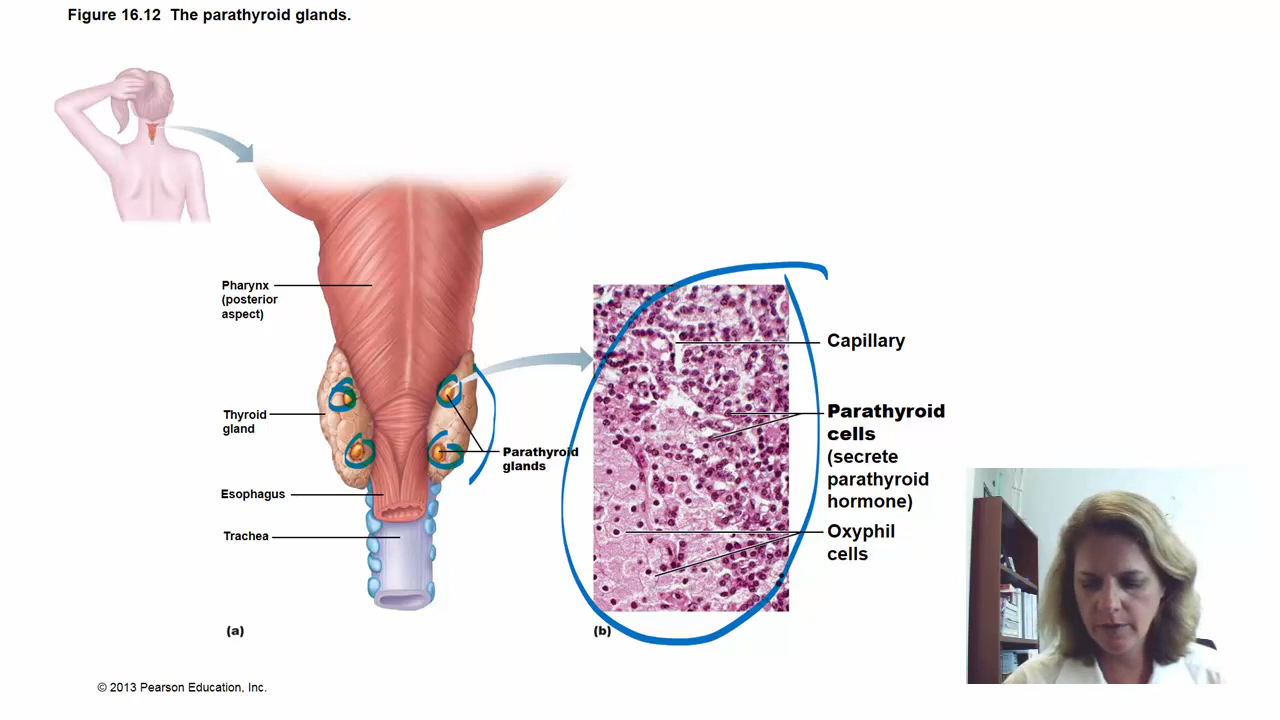 Figure 16.12  The parathyroid glands.
Pharynx
(posterior
aspect)
Thyroid
gland
Esophagus
Trachea
Parathyroid
glands
(a)
Capillary
Parathyroid
cells
(secrete
parathyroid
hormone)
Oxyphil
cells
(b)
© 2013 Pearson Education, Inc.